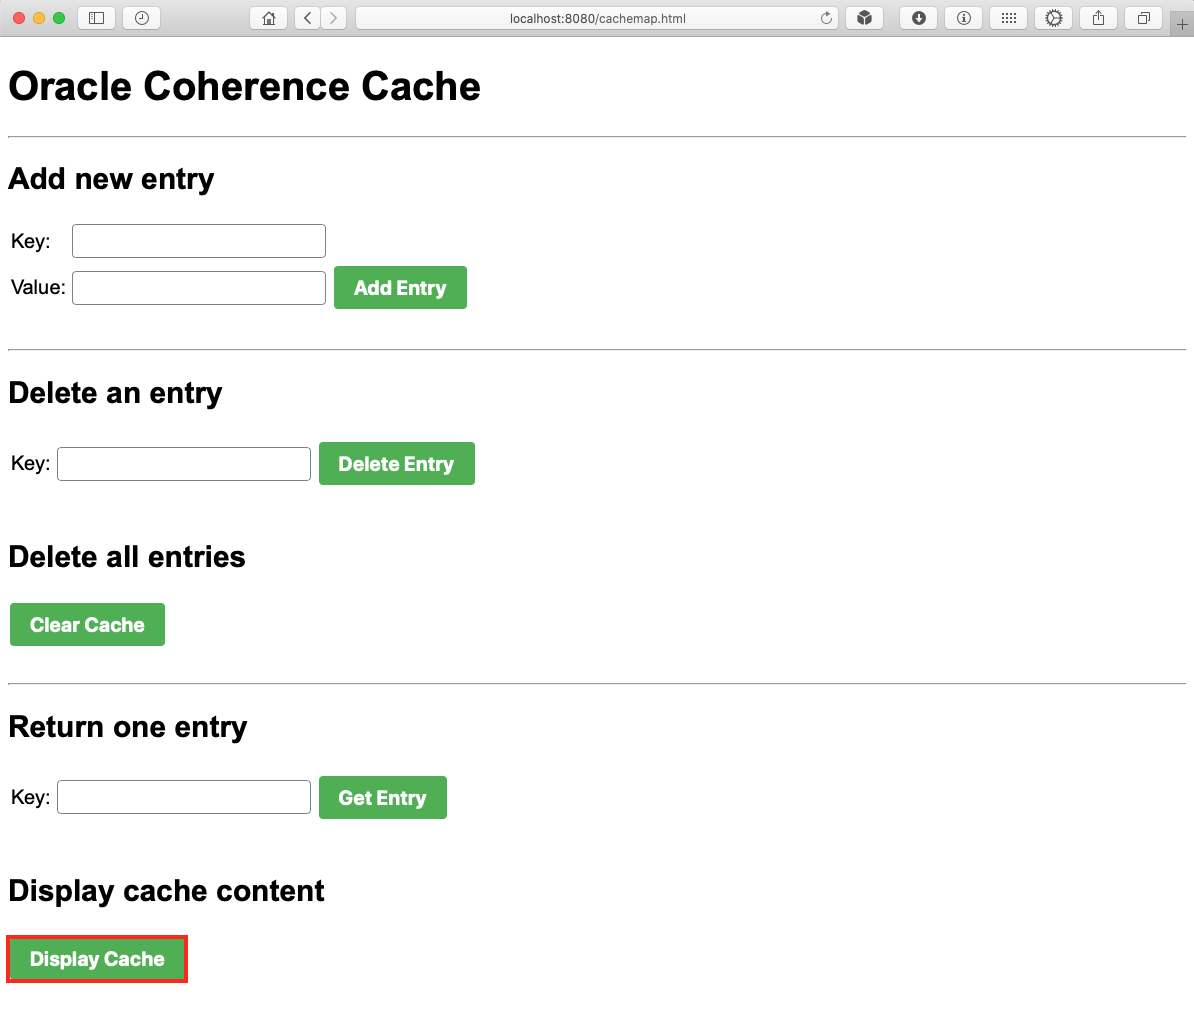 localhost:8080/cachemap.html
Oracle Coherence Cache
Add new entry
Key:
Value: Add Entry
Delete an entry
Key: Delete Entry
Delete all entries
Clear Cache
Return one entry
Key: Get Entry
Display cache content
Display Cache